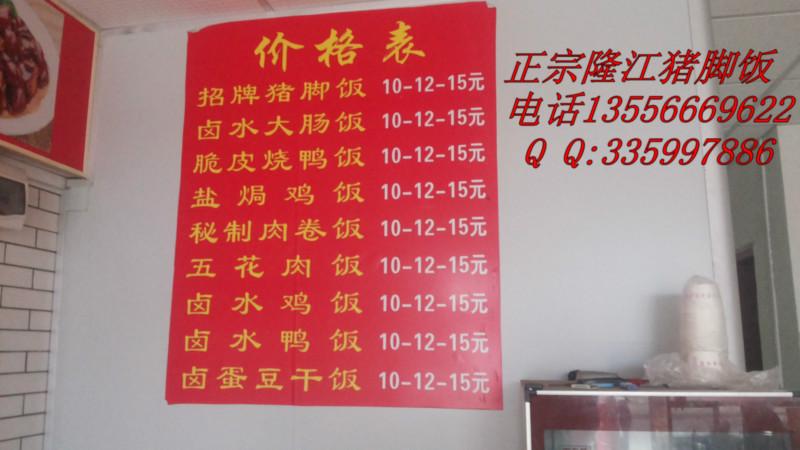 价格表
招牌猪脚饭 10-12-15元
卤水大肠饭 10-12-15元
脆皮烧鸭饭 10-12-15元
盐焗鸡饭 10-12-15元
秘制肉卷饭 10-12-15元
五花肉饭 10-12-15元
卤水鸡饭 10-12-15元
卤水鸭饭 10-12-15元
卤蛋豆干饭 10-12-15元
正宗隆江猪脚饭
电话13556669622
QQ:335997886